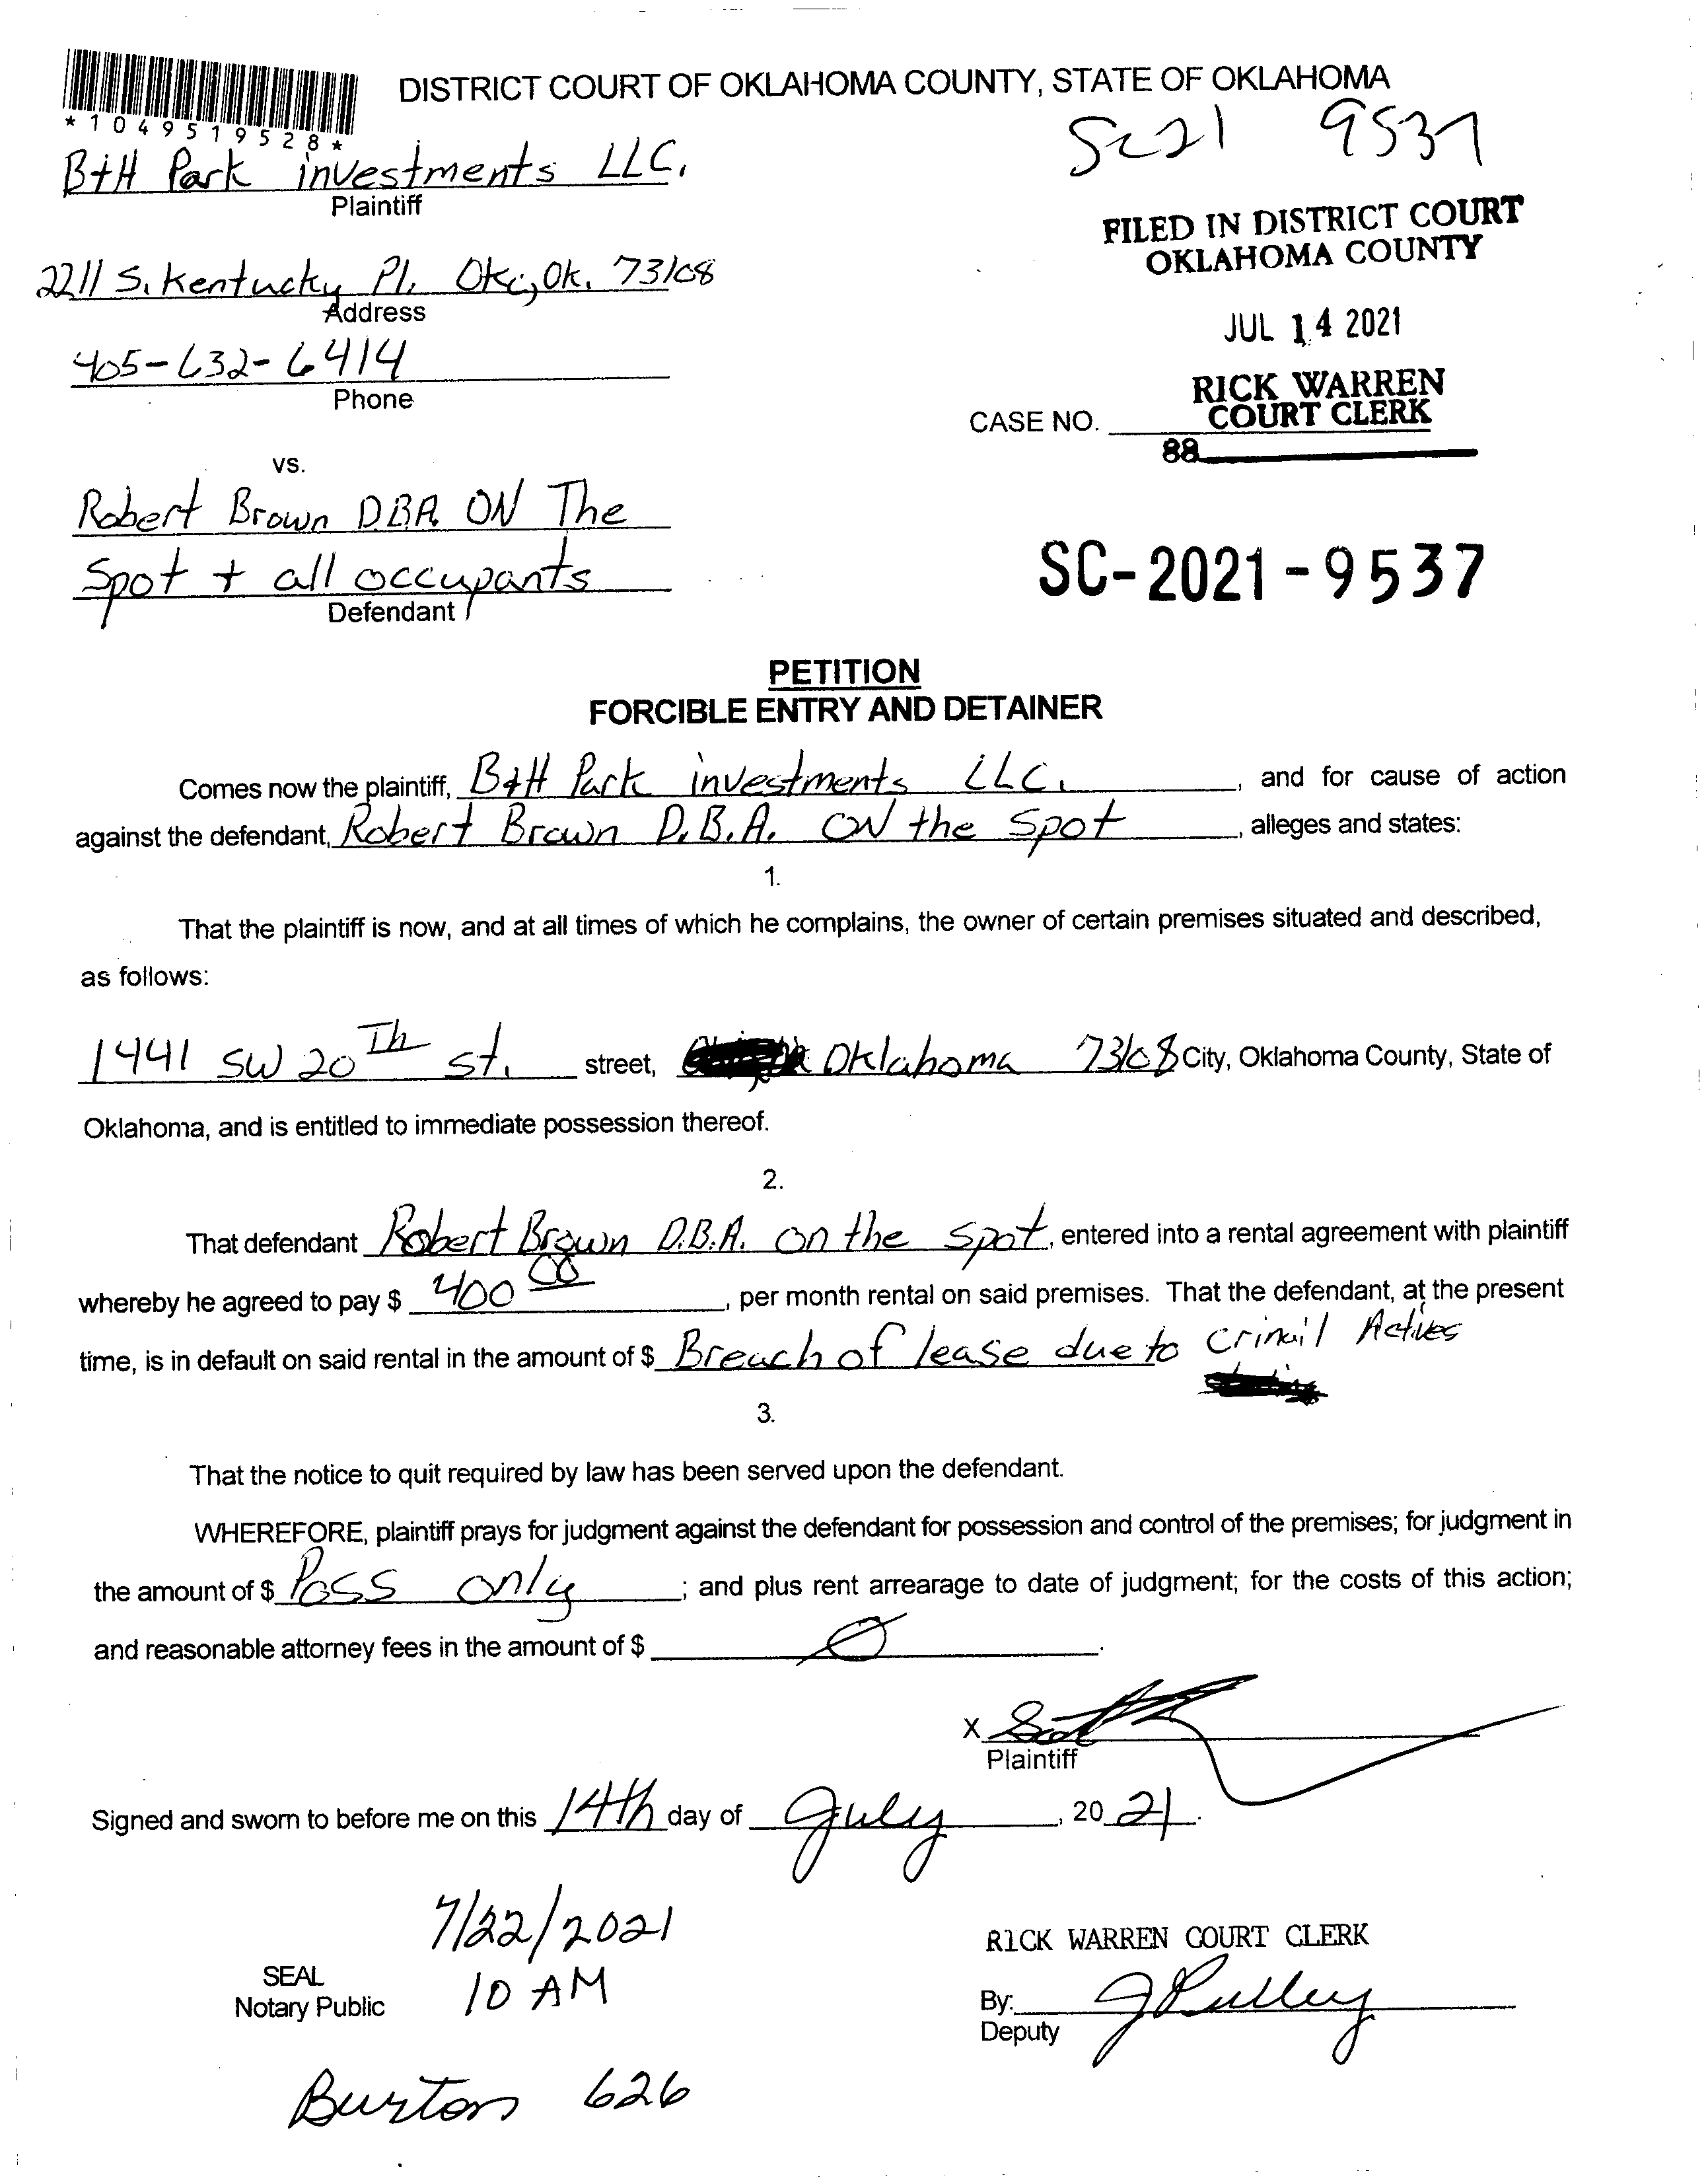 DISTRICT COURT OF OKLAHOMA COUNTY, STATE OF OKLAHOMA
*1049519528*
SC21 9537
B+H Park investments LLC.
Plaintiff
FILED IN DISTRICT COURT
OKLAHOMA COUNTY
2211 S. Kentucky Pl. Okc, Ok. 73108
Address
JUL 14 2021
405-632-6414
Phone
RICK WARREN
COURT CLERK
CASE NO.
88
vs.
Robert Brown D.B.A. ON The
Spot + all occupants
Defendant
SC-2021-9537
PETITION
FORCIBLE ENTRY AND DETAINER
Comes now the plaintiff, B+H Park investments LLC. , and for cause of action
against the defendant, Robert Brown D.B.A. ON the Spot , alleges and states:
1.
That the plaintiff is now, and at all times of which he complains, the owner of certain premises situated and described,
as follows:
1441 SW 20 Th st. street, Oklahoma 73108 City, Oklahoma County, State of
Oklahoma, and is entitled to immediate possession thereof.
2.
That defendant Robert Brown D.B.A. on the spot , entered into a rental agreement with plaintiff
whereby he agreed to pay $ 400 00 , per month rental on said premises. That the defendant, at the present
time, is in default on said rental in the amount of $ Breach of lease due to
3.
That the notice to quit required by law has been served upon the defendant.
WHEREFORE, plaintiff prays for judgment against the defendant for possession and control of the premises; for judgment in
the amount of $ Poss only ; and plus rent arrearage to date of judgment; for the costs of this action;
and reasonable attorney fees in the amount of $ Ø .
X
Plaintiff
Signed and sworn to before me on this 14th day of July , 20 21 .
7/22/2021
10 AM
SEAL
Notary Public
RICK WARREN COURT CLERK
By: J Pulley
Deputy
Burton 626